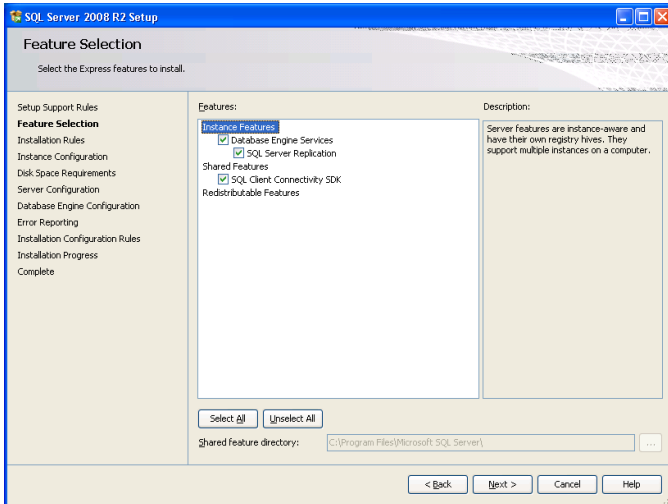 SQL Server 2008 R2 Setup
Feature Selection
Select the Express features to install.
Setup Support Rules
Feature Selection
Installation Rules
Instance Configuration
Disk Space Requirements
Server Configuration
Database Engine Configuration
Error Reporting
Installation Configuration Rules
Installation Progress
Complete
Features:
Instance Features
Database Engine Services
SQL Server Replication
Shared Features
SQL Client Connectivity SDK
Redistributable Features
Description:
Server features are instance-aware and
have their own registry hives. They
support multiple instances on a computer.
Select All
Unselect All
Shared feature directory:
C:\Program Files\Microsoft SQL Server\
...
< Back
Next >
Cancel
Help